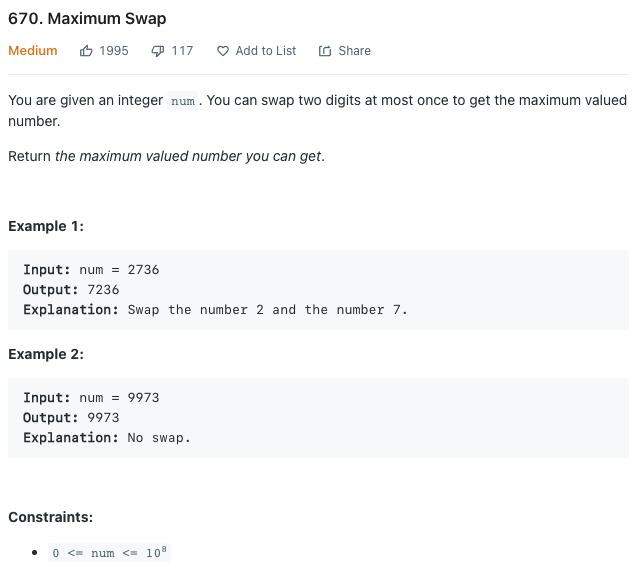 670. Maximum Swap
Medium 1995 117 Add to List Share
You are given an integer num. You can swap two digits at most once to get the maximum valued
number.
Return the maximum valued number you can get.
Example 1:
Input: num = 2736
Output: 7236
Explanation: Swap the number 2 and the number 7.
Example 2:
Input: num = 9973
Output: 9973
Explanation: No swap.
Constraints:
• 0 <= num <= 10⁸